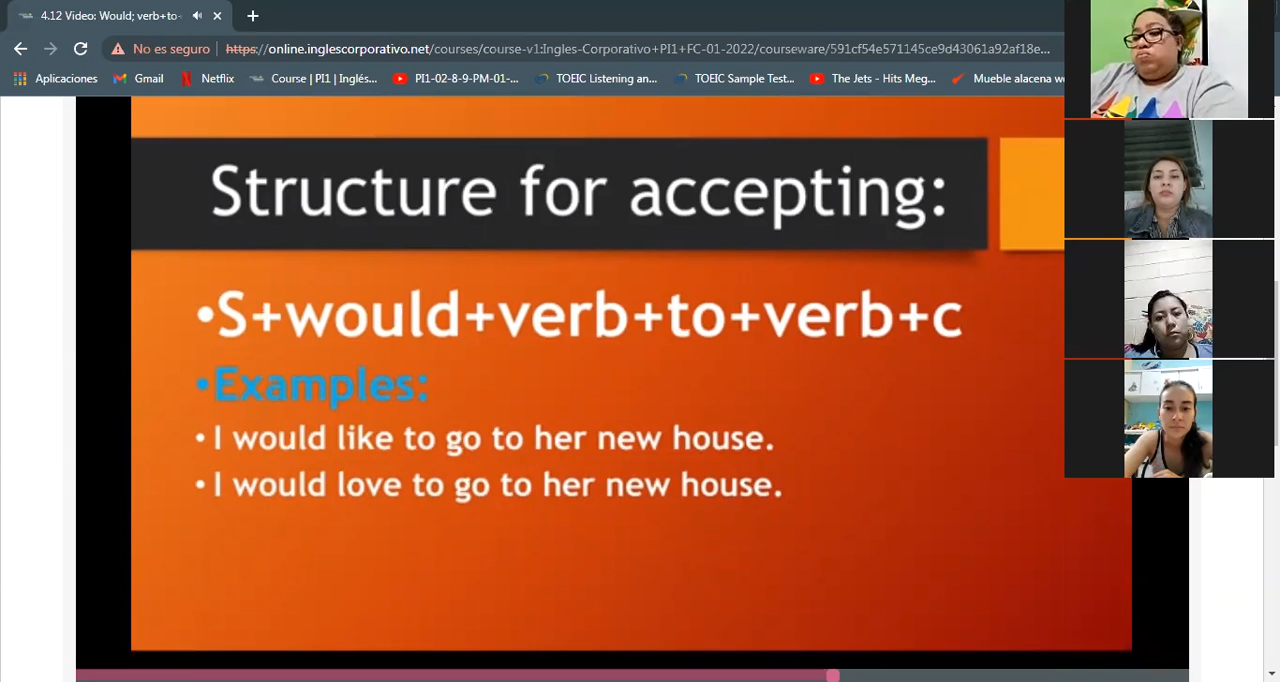 4.12 Video: Would; verb+to-
No es seguro
https://online.inglescorporativo.net/courses/course-v1:Ingles-Corporativo+PI1+FC-01-2022/courseware/591cf54e571145ce9d43061a92af18e...
Aplicaciones Gmail Netflix Course | PI1 | Inglés... PI1-02-8-9-PM-01-... TOEIC Listening an... TOEIC Sample Test... The Jets - Hits Meg... Mueble alacena
Structure for accepting:
•S+would+verb+to+verb+c
•Examples:
• I would like to go to her new house.
• I would love to go to her new house.